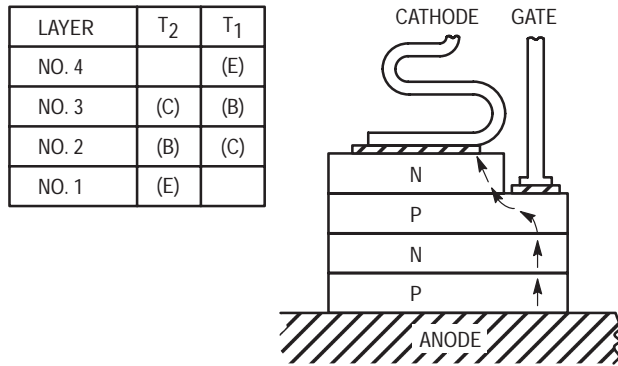 LAYER T2 T1
NO. 4 (E)
NO. 3 (C) (B)
NO. 2 (B) (C)
NO. 1 (E)
CATHODE GATE
N
P
N
P
ANODE